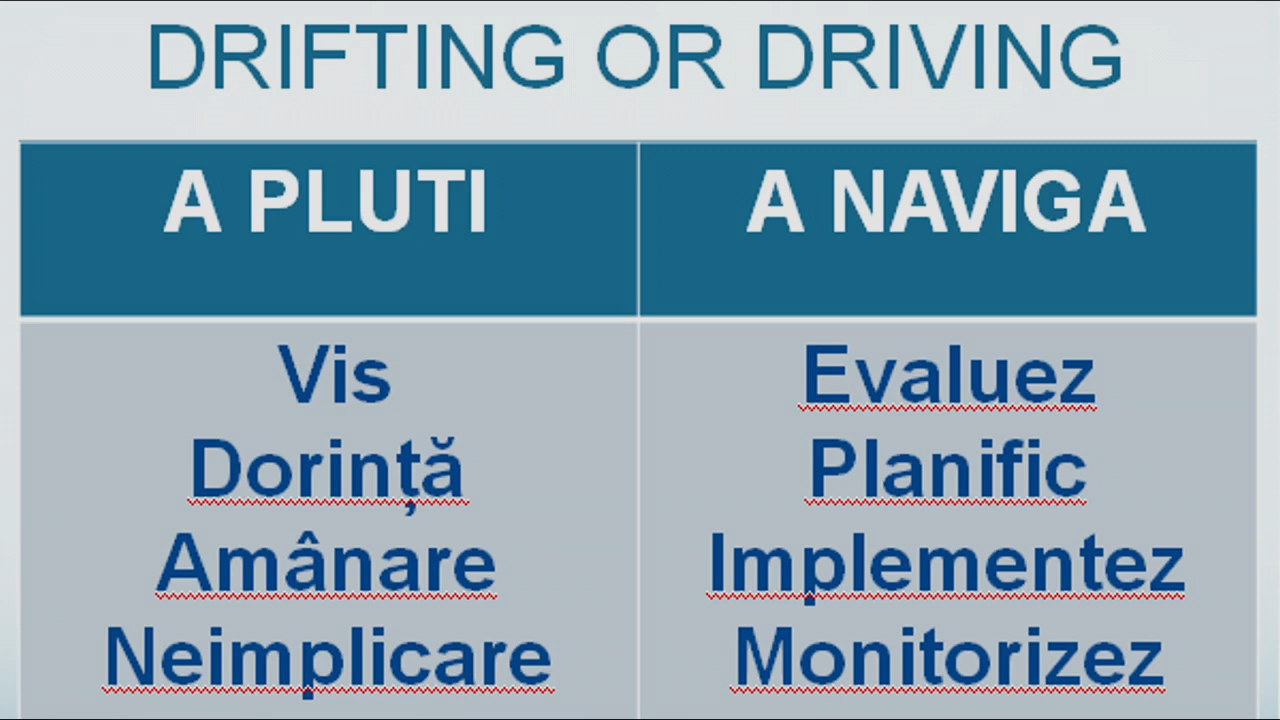 DRIFTING OR DRIVING
A PLUTI
A NAVIGA
Vis
Dorință
Amânare
Neimplicare
Evaluez
Planific
Implementez
Monitorizez